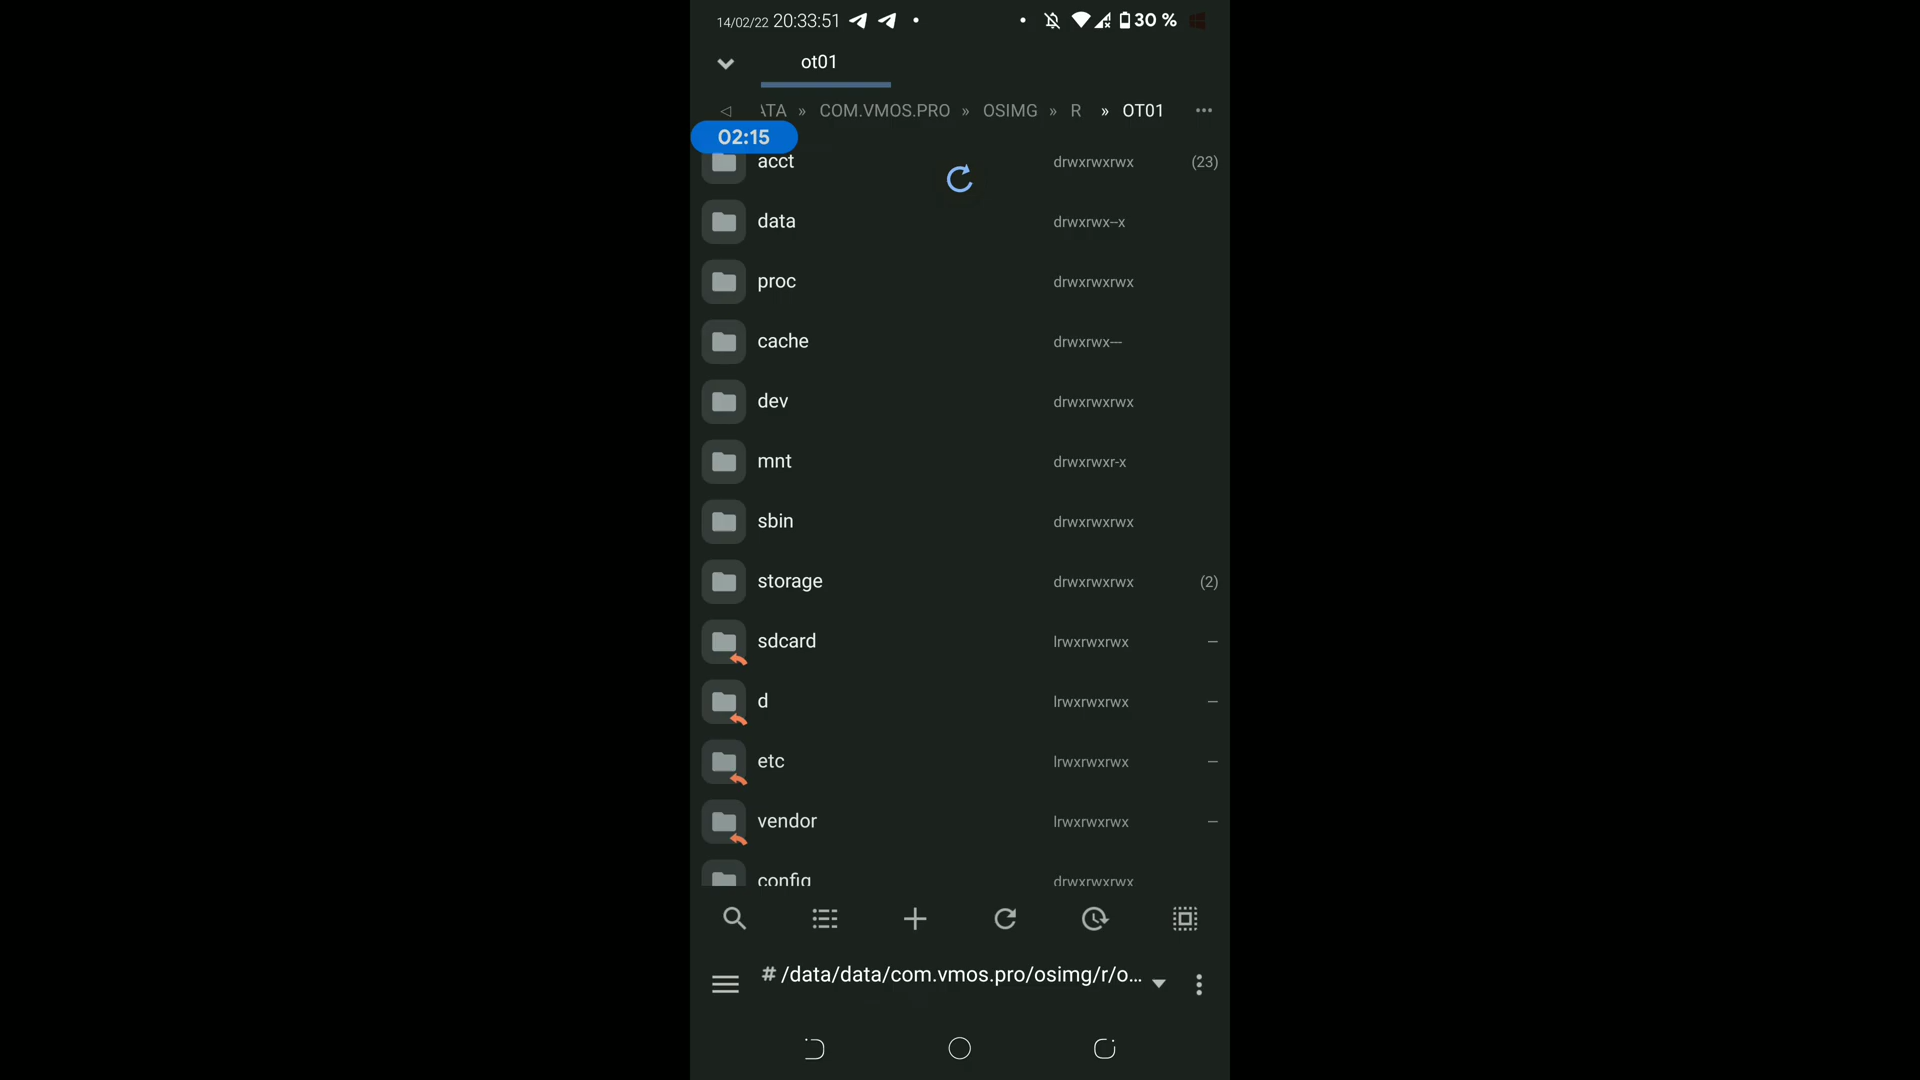 14/02/22 20:33:51 30 %
ot01
ATA » COM.VMOS.PRO » OSIMG » R » OT01
02:15
acct drwxrwxrwx (23)
data drwxrwx--x
proc drwxrwxrwx
cache drwxrwx---
dev drwxrwxrwx
mnt drwxrwxr-x
sbin drwxrwxrwx
storage drwxrwxrwx (2)
sdcard lrwxrwxrwx —
d lrwxrwxrwx —
etc lrwxrwxrwx —
vendor lrwxrwxrwx —
config drwxrwxrwx
# /data/data/com.vmos.pro/osimg/r/o...